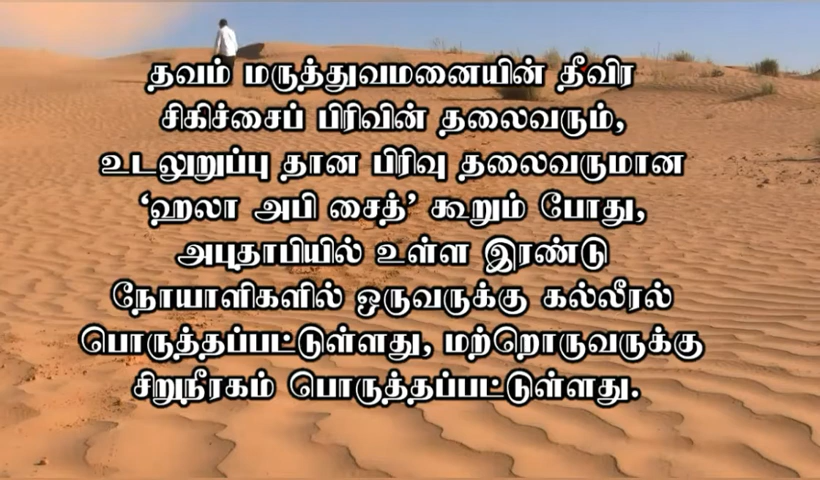 தவம் மருத்துவமனையின் தீவிர
சிகிச்சைப் பிரிவின் தலைவரும்,
உடலுறுப்பு தான பிரிவு தலைவருமான
‘ஹலா அபி சைத்’ கூறும் போது,
அபுதாபியில் உள்ள இரண்டு
நோயாளிகளில் ஒருவருக்கு கல்லீரல்
பொருத்தப்பட்டுள்ளது, மற்றொருவருக்கு
சிறுநீரகம் பொருத்தப்பட்டுள்ளது.